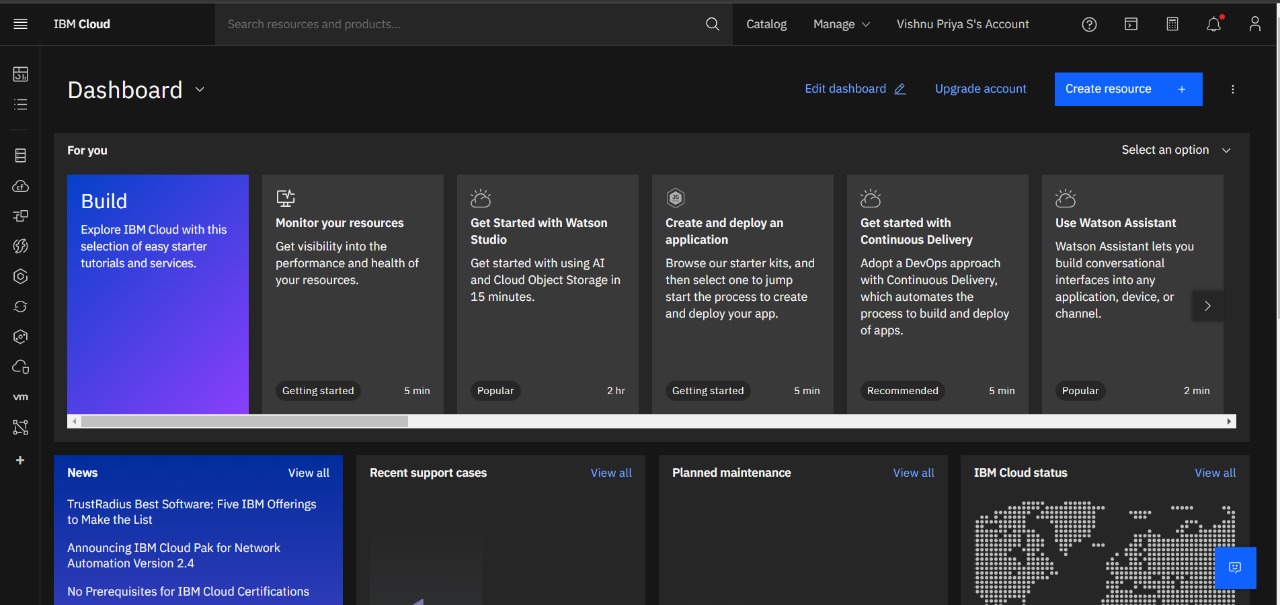 IBM Cloud
Search resources and products...
Catalog
Manage
Vishnu Priya S's Account
Dashboard
Edit dashboard
Upgrade account
Create resource +
For you
Select an option
Build
Explore IBM Cloud with this
selection of easy starter
tutorials and services.
Monitor your resources
Get visibility into the
performance and health of
your resources.
Getting started
5 min
Get Started with Watson
Studio
Get started with using AI
and Cloud Object Storage in
15 minutes.
Popular
2 hr
JS
Create and deploy an
application
Browse our starter kits, and
then select one to jump
start the process to create
and deploy your app.
Getting started
5 min
Get started with
Continuous Delivery
Adopt a DevOps approach
with Continuous Delivery,
which automates the
process to build and deploy
of apps.
Recommended
5 min
Use Watson Assistant
Watson Assistant lets you
build conversational
interfaces into any
application, device, or
channel.
Popular
2 min
vm
+
News
View all
TrustRadius Best Software: Five IBM Offerings
to Make the List
Announcing IBM Cloud Pak for Network
Automation Version 2.4
No Prerequisites for IBM Cloud Certifications
Recent support cases
View all
Planned maintenance
View all
IBM Cloud status
View all